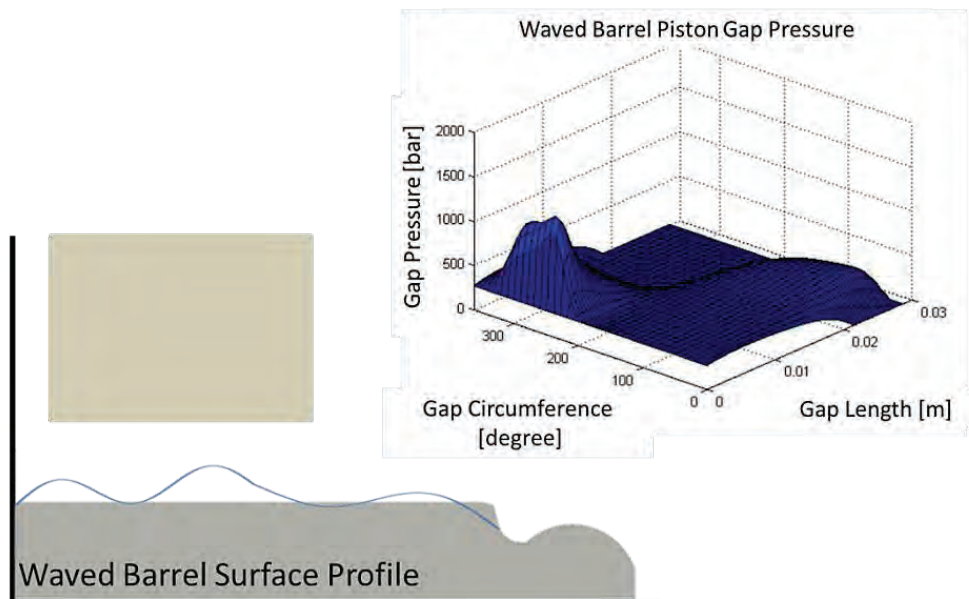 Waved Barrel Piston Gap Pressure
Gap Pressure [bar]
2000
1500
1000
500
0
300
200
100
0
0
0.01
0.02
0.03
Gap Circumference
[degree]
Gap Length [m]
Waved Barrel Surface Profile